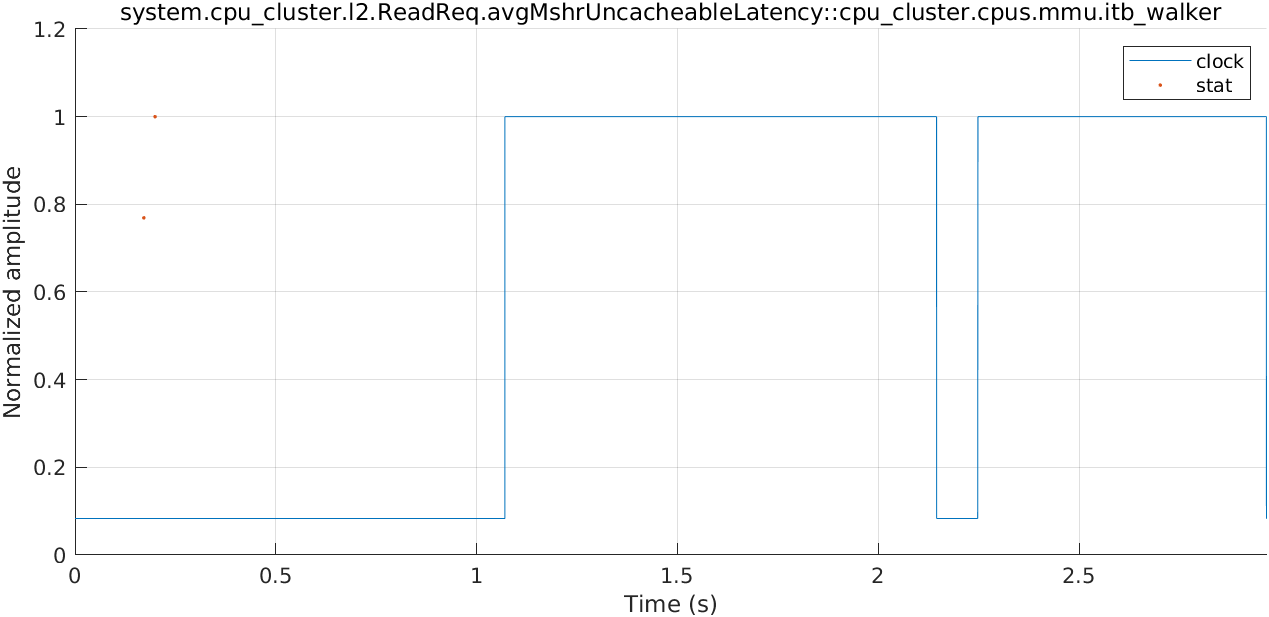 system.cpu_cluster.l2.ReadReq.avgMshrUncacheableLatency::cpu_cluster.cpus.mmu.itb_walker
1.2
1
0.8
0.6
0.4
0.2
0
Normalized amplitude
clock
stat
0 0.5 1 1.5 2 2.5
Time (s)